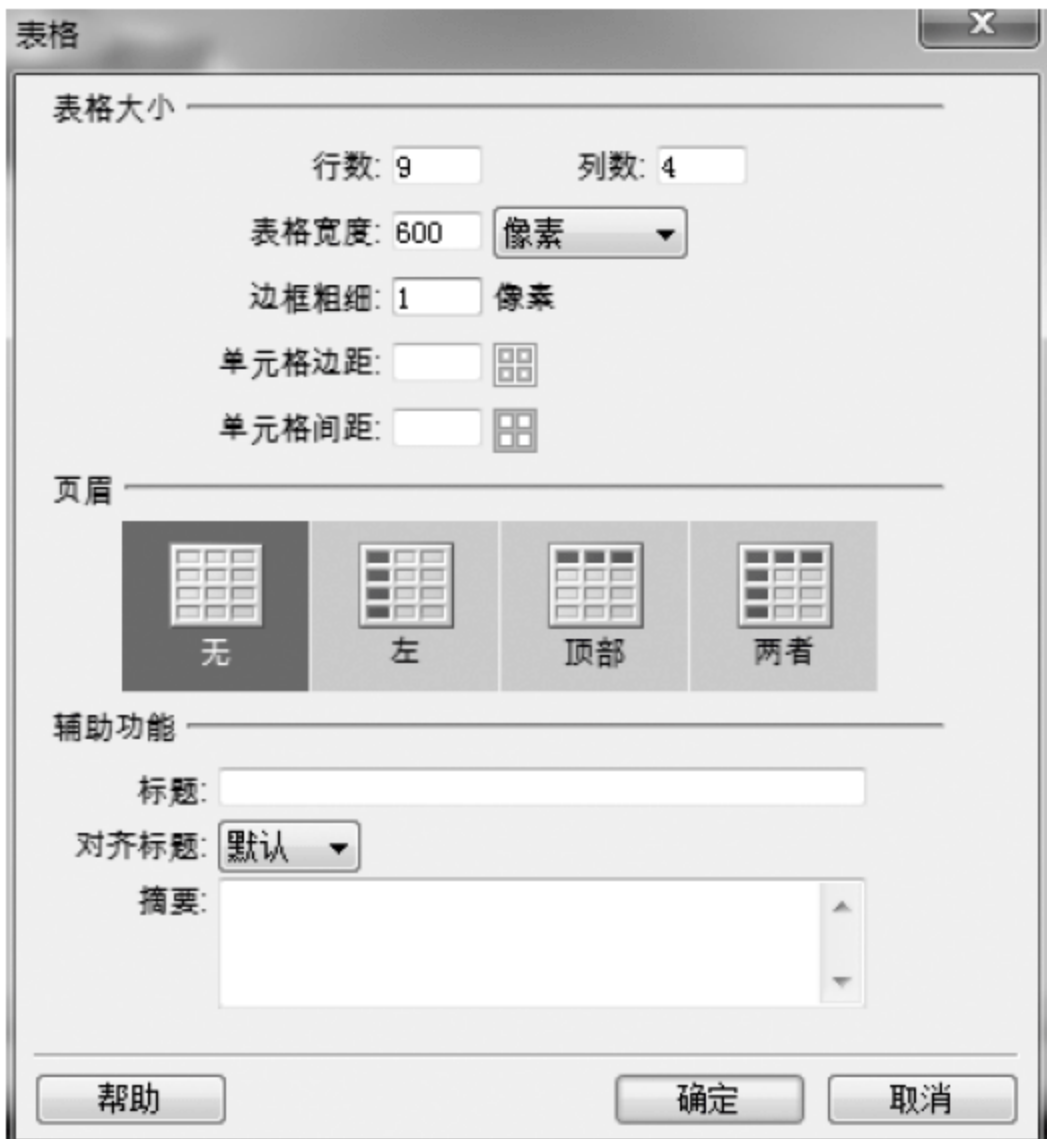 表格
X
表格大小
行数: 9 列数: 4
表格宽度: 600 像素
边框粗细: 1 像素
单元格边距:
单元格间距:
页眉
无 左 顶部 两者
辅助功能
标题:
对齐标题: 默认
摘要:
帮助 确定 取消